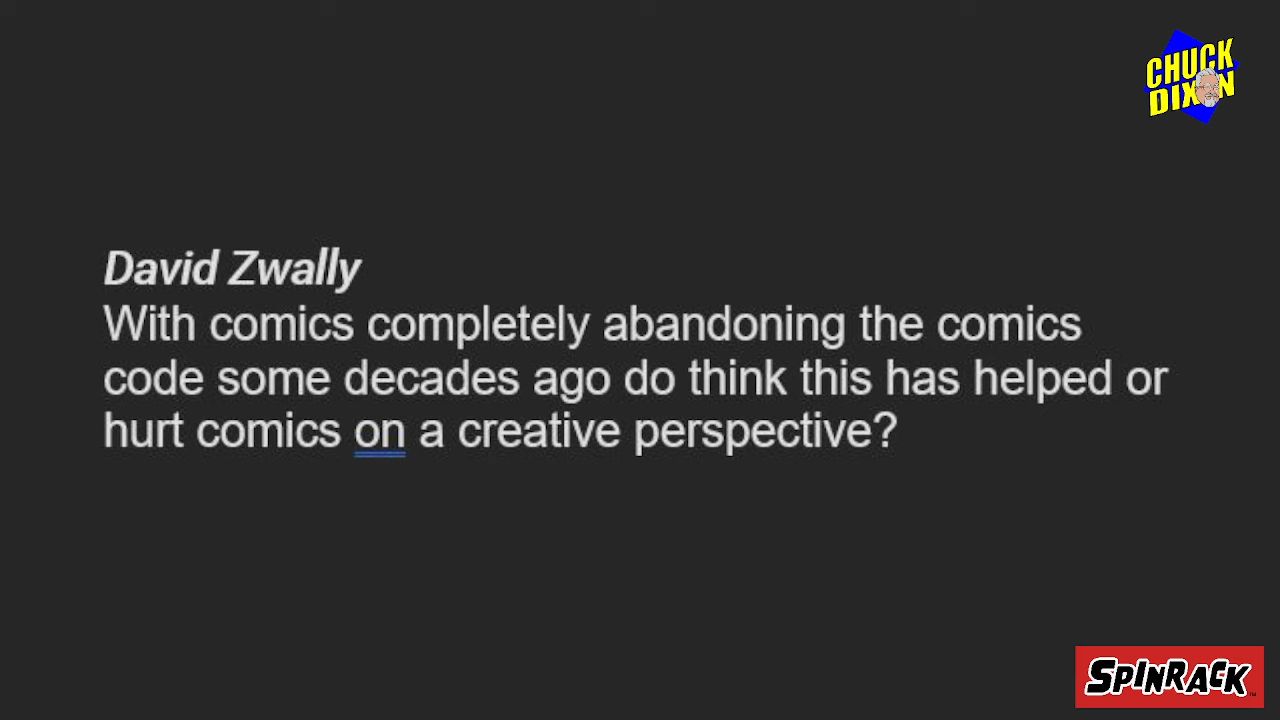 CHUCK
DIXON
David Zwally
With comics completely abandoning the comics
code some decades ago do think this has helped or
hurt comics on a creative perspective?
SPINRACK